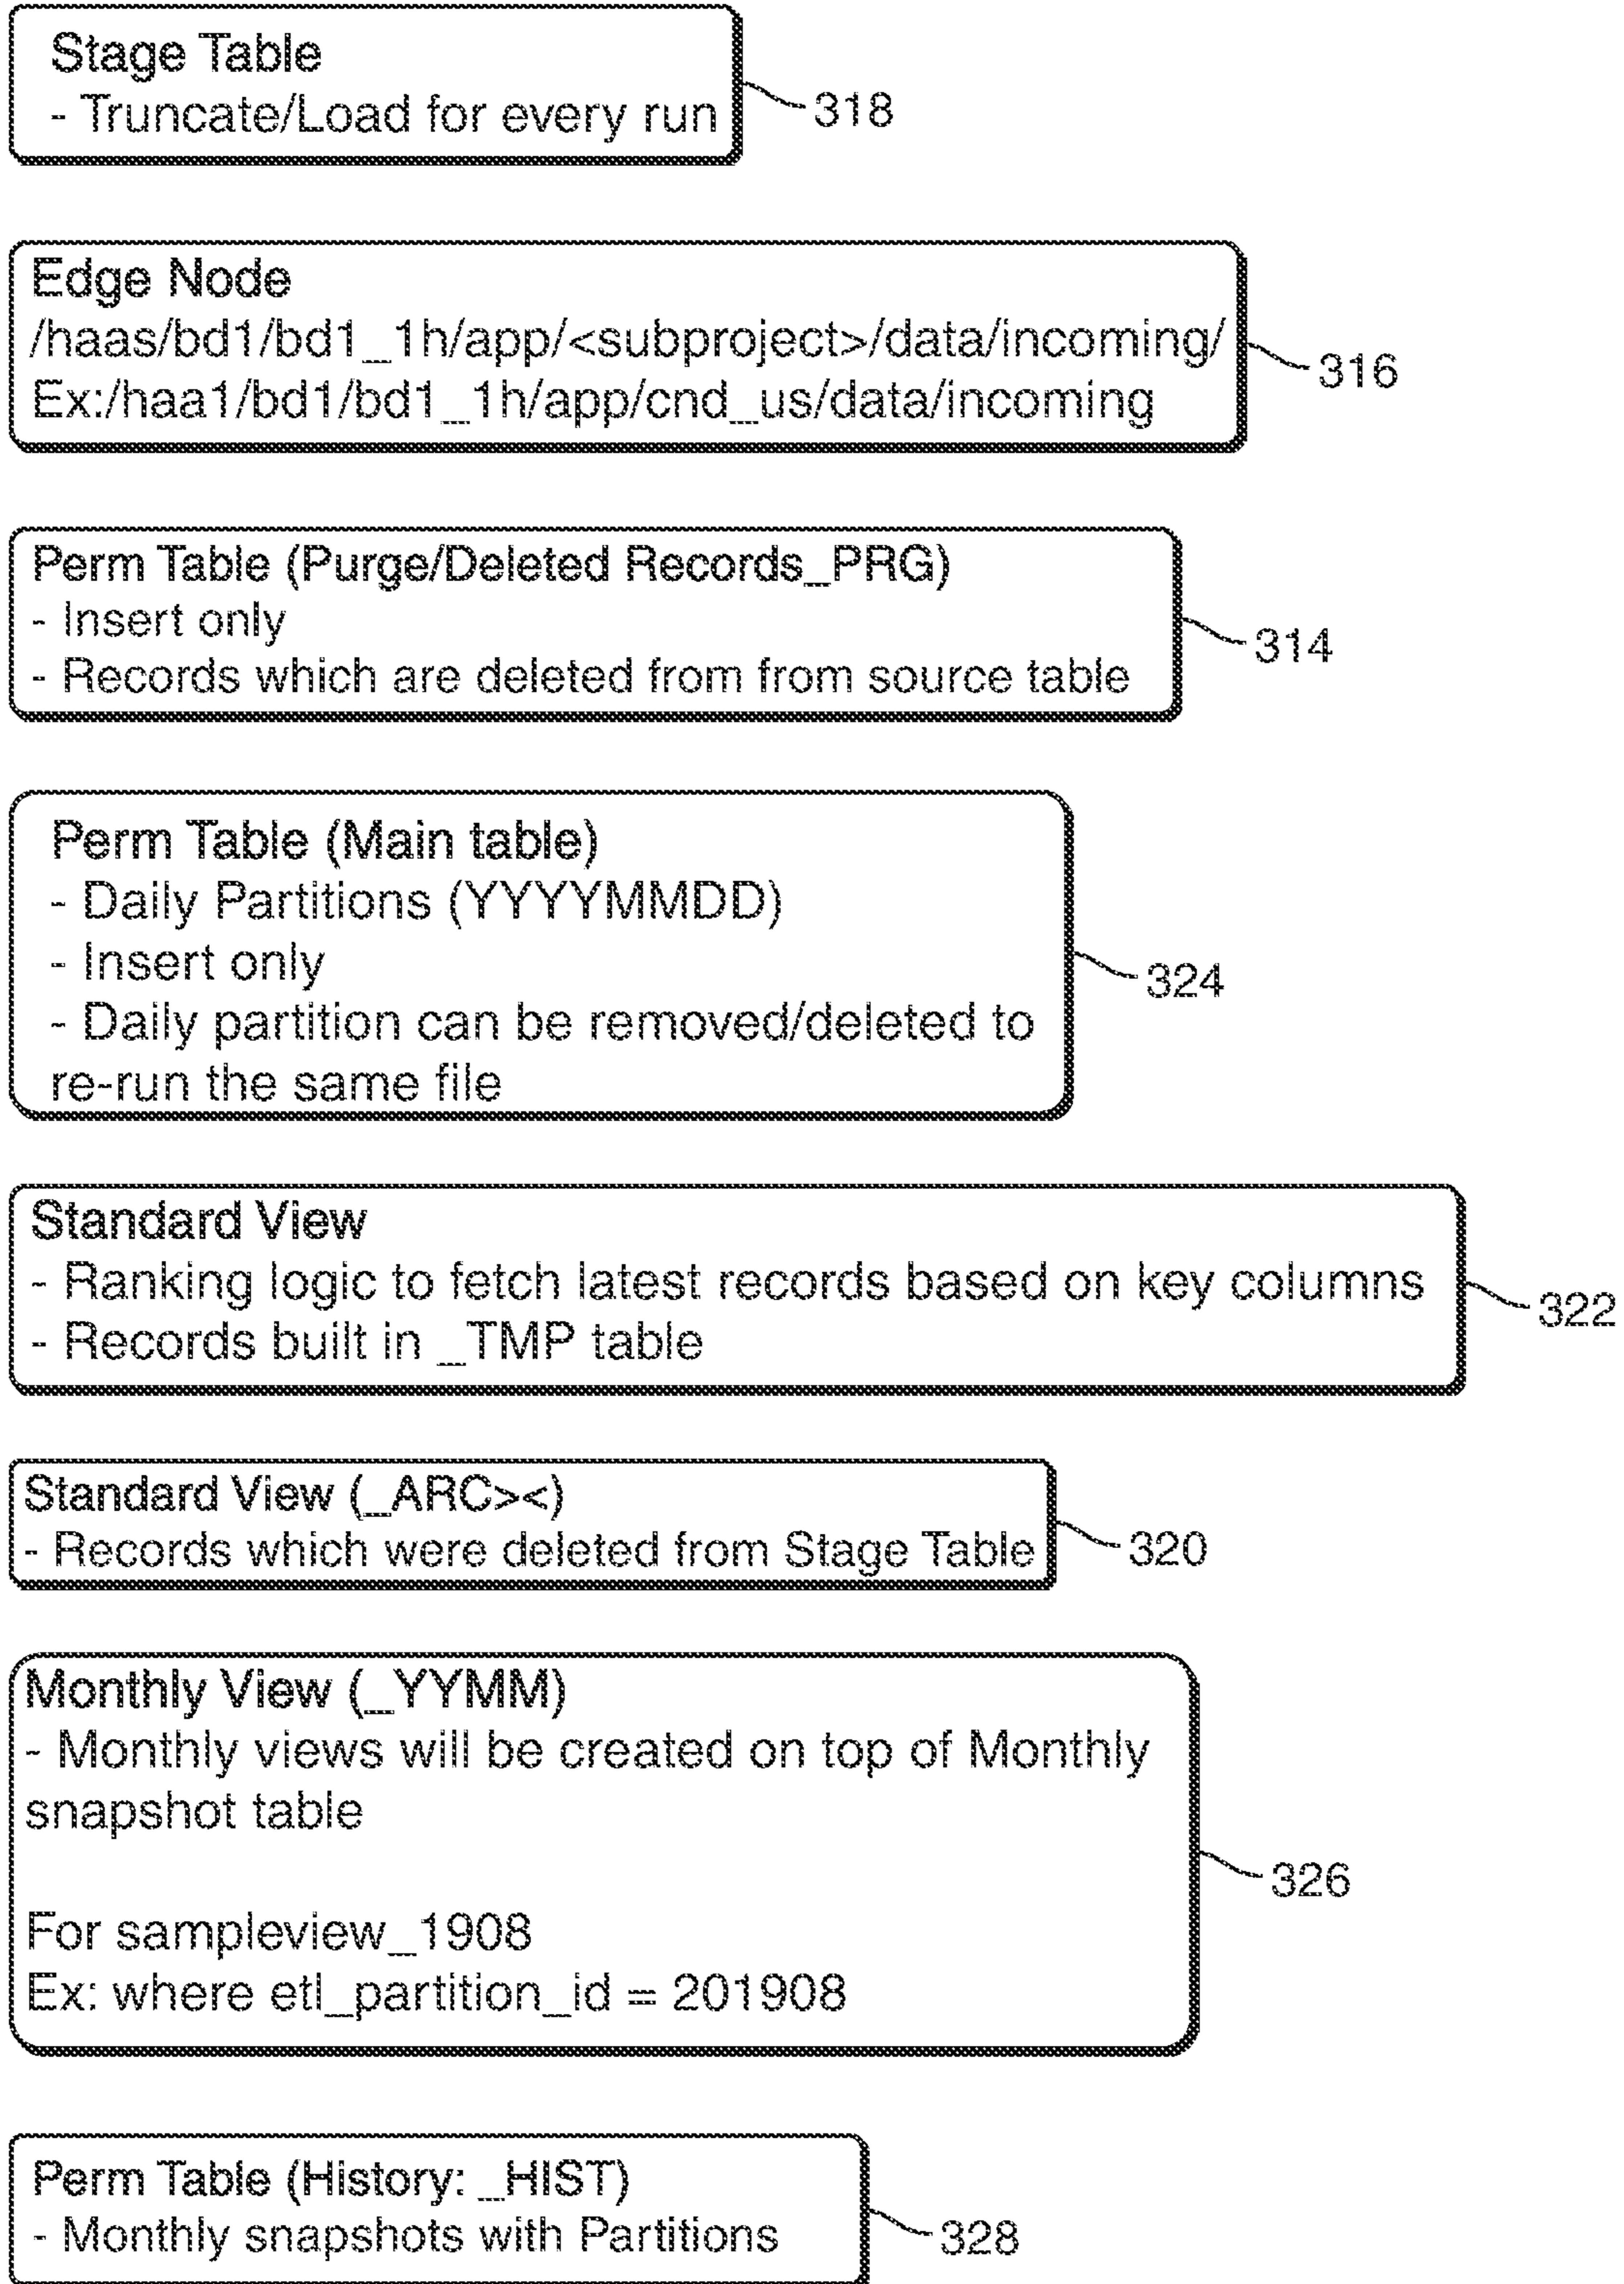 Stage Table
- Truncate/Load for every run
318
Edge Node
/haas/bd1/bd1_1h/app/<subproject>/data/incoming/
Ex:/haa1/bd1/bd1_1h/app/cnd_us/data/incoming
316
Perm Table (Purge/Deleted Records_PRG)
- Insert only
- Records which are deleted from from source table
314
Perm Table (Main table)
- Daily Partitions (YYYYMMDD)
- Insert only
- Daily partition can be removed/deleted to
re-run the same file
324
Standard View
- Ranking logic to fetch latest records based on key columns
- Records built in _TMP table
322
Standard View (_ARC><)
- Records which were deleted from Stage Table
320
Monthly View (_YYMM)
- Monthly views will be created on top of Monthly
snapshot table
For sampleview_1908
Ex: where etl_partition_id = 201908
326
Perm Table (History: _HIST)
- Monthly snapshots with Partitions
328